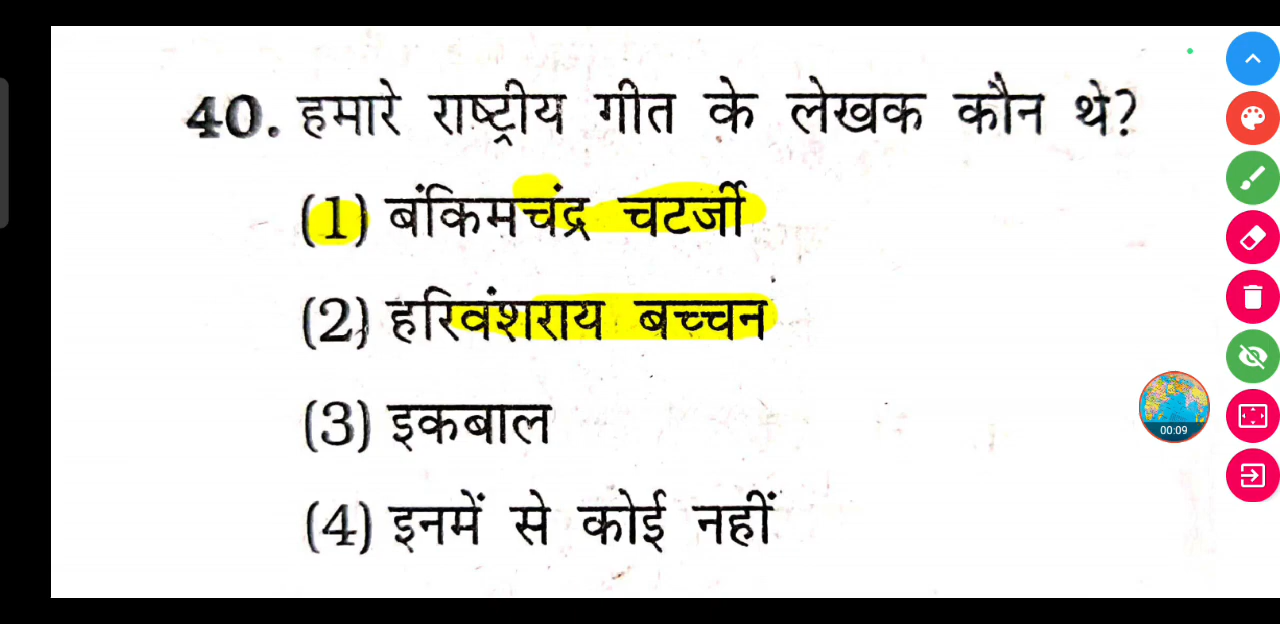 40. हमारे राष्ट्रीय गीत के लेखक कौन थे?
(1) बंकिमचंद्र चटर्जी
(2) हरिवंशराय बच्चन
(3) इकबाल
(4) इनमें से कोई नहीं
00:09